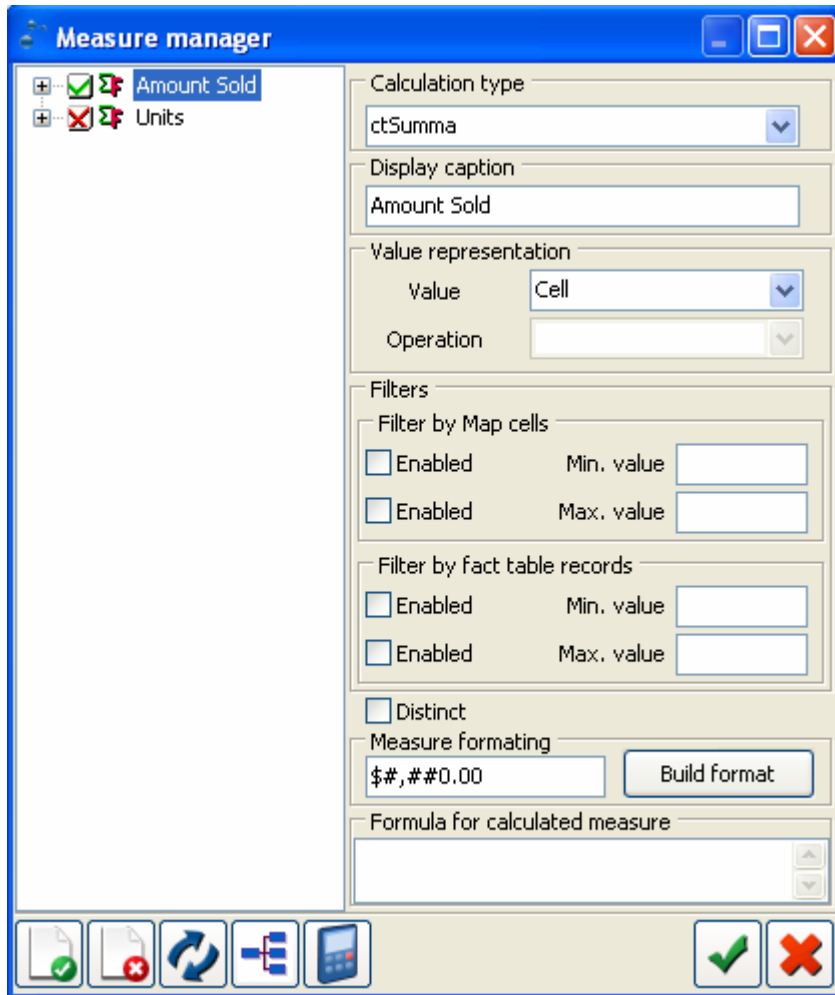 Measure manager
Amount Sold
Units
Calculation type
ctSumma
Display caption
Amount Sold
Value representation
Value Cell
Operation
Filters
Filter by Map cells
Enabled Min. value
Enabled Max. value
Filter by fact table records
Enabled Min. value
Enabled Max. value
Distinct
Measure formating
$#,##0.00 Build format
Formula for calculated measure